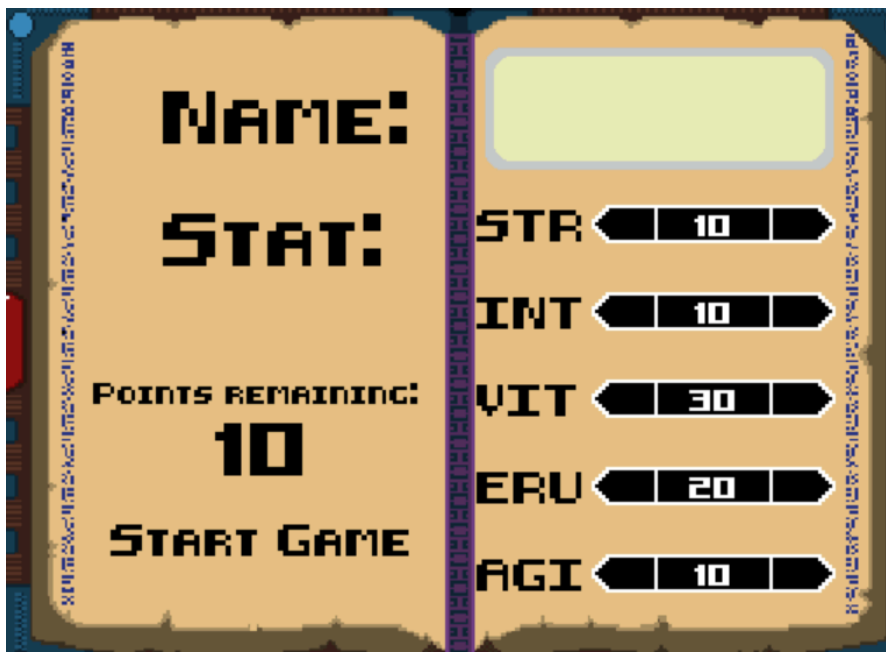 Name:
Stat:
Points remaining:
10
Start Game
STR 10
INT 10
VIT 30
ERU 20
AGI 10